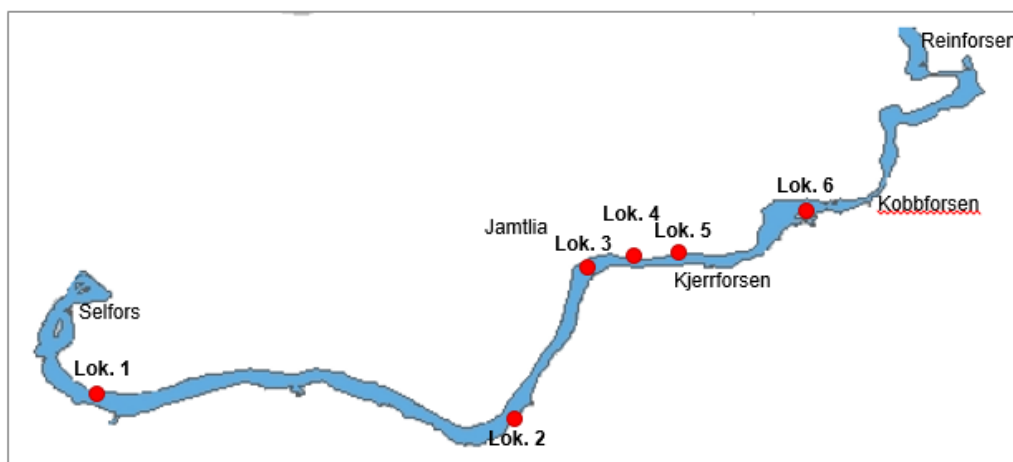 Reinforsen
Lok. 6
Kobbforsen
Lok. 4
Jamtlia
Lok. 5
Lok. 3
Kjerrforsen
Selfors
Lok. 1
Lok. 2